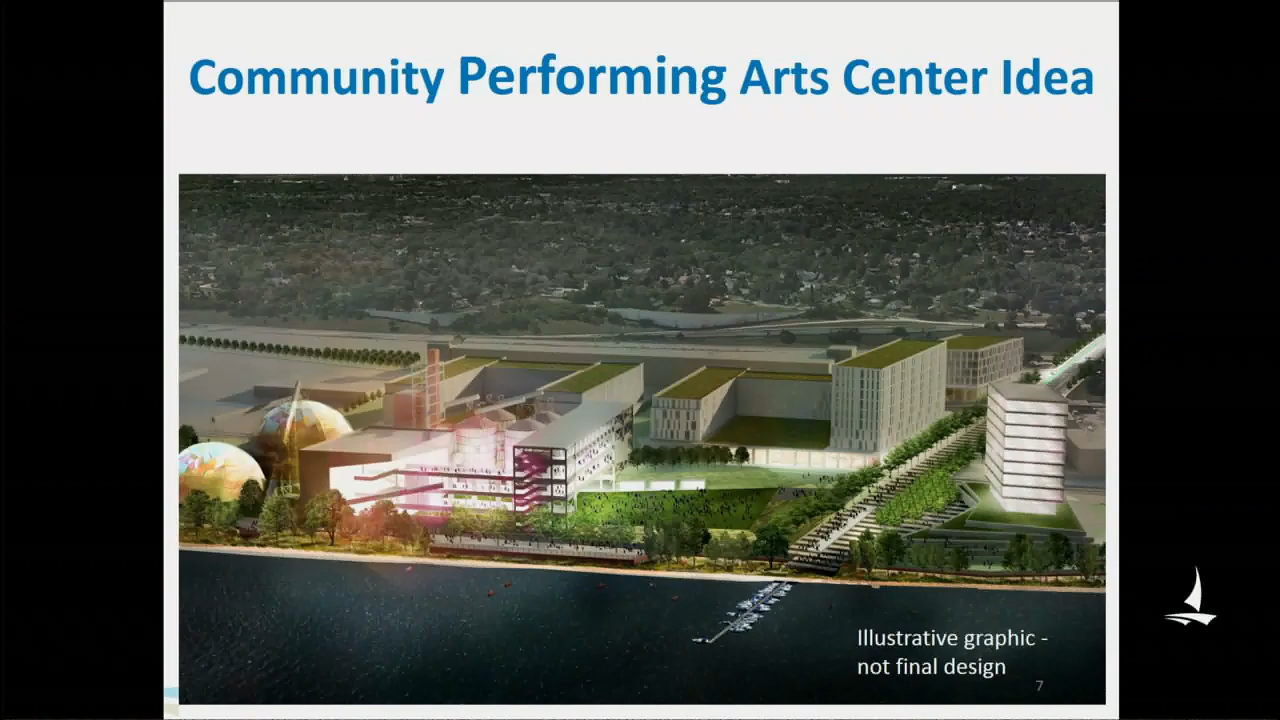 Community Performing Arts Center Idea
Illustrative graphic -
not final design
7